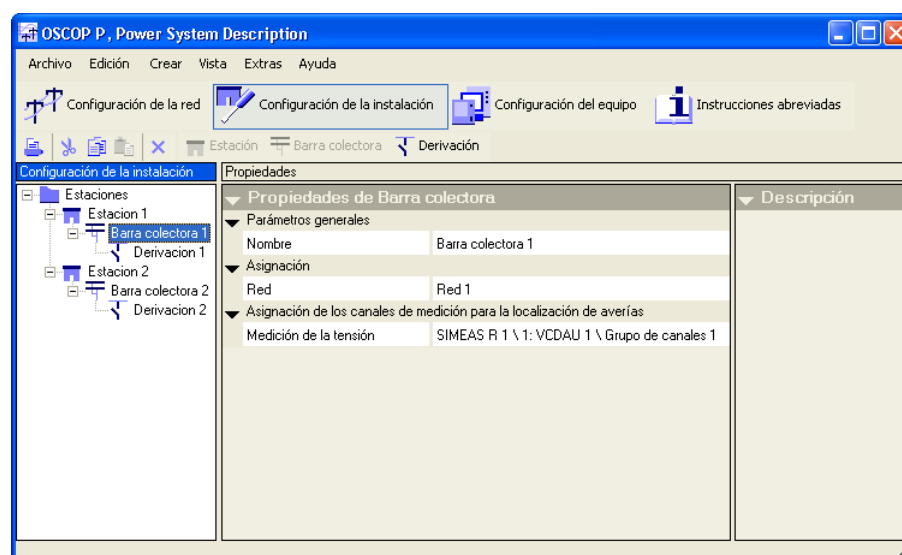 OSCOP P, Power System Description
Archivo Edición Crear Vista Extras Ayuda
Configuración de la red Configuración de la instalación Configuración del equipo Instrucciones abreviadas
Estación Barra colectora Derivación
Configuración de la instalación
Estaciones
Estacion 1
Barra colectora 1
Derivacion 1
Estacion 2
Barra colectora 2
Derivacion 2
Propiedades
Propiedades de Barra colectora
Parámetros generales
Nombre Barra colectora 1
Asignación
Red Red 1
Asignación de los canales de medición para la localización de averías
Medición de la tensión SIMEAS R 1 \ 1: VCDAU 1 \ Grupo de canales 1
Descripción